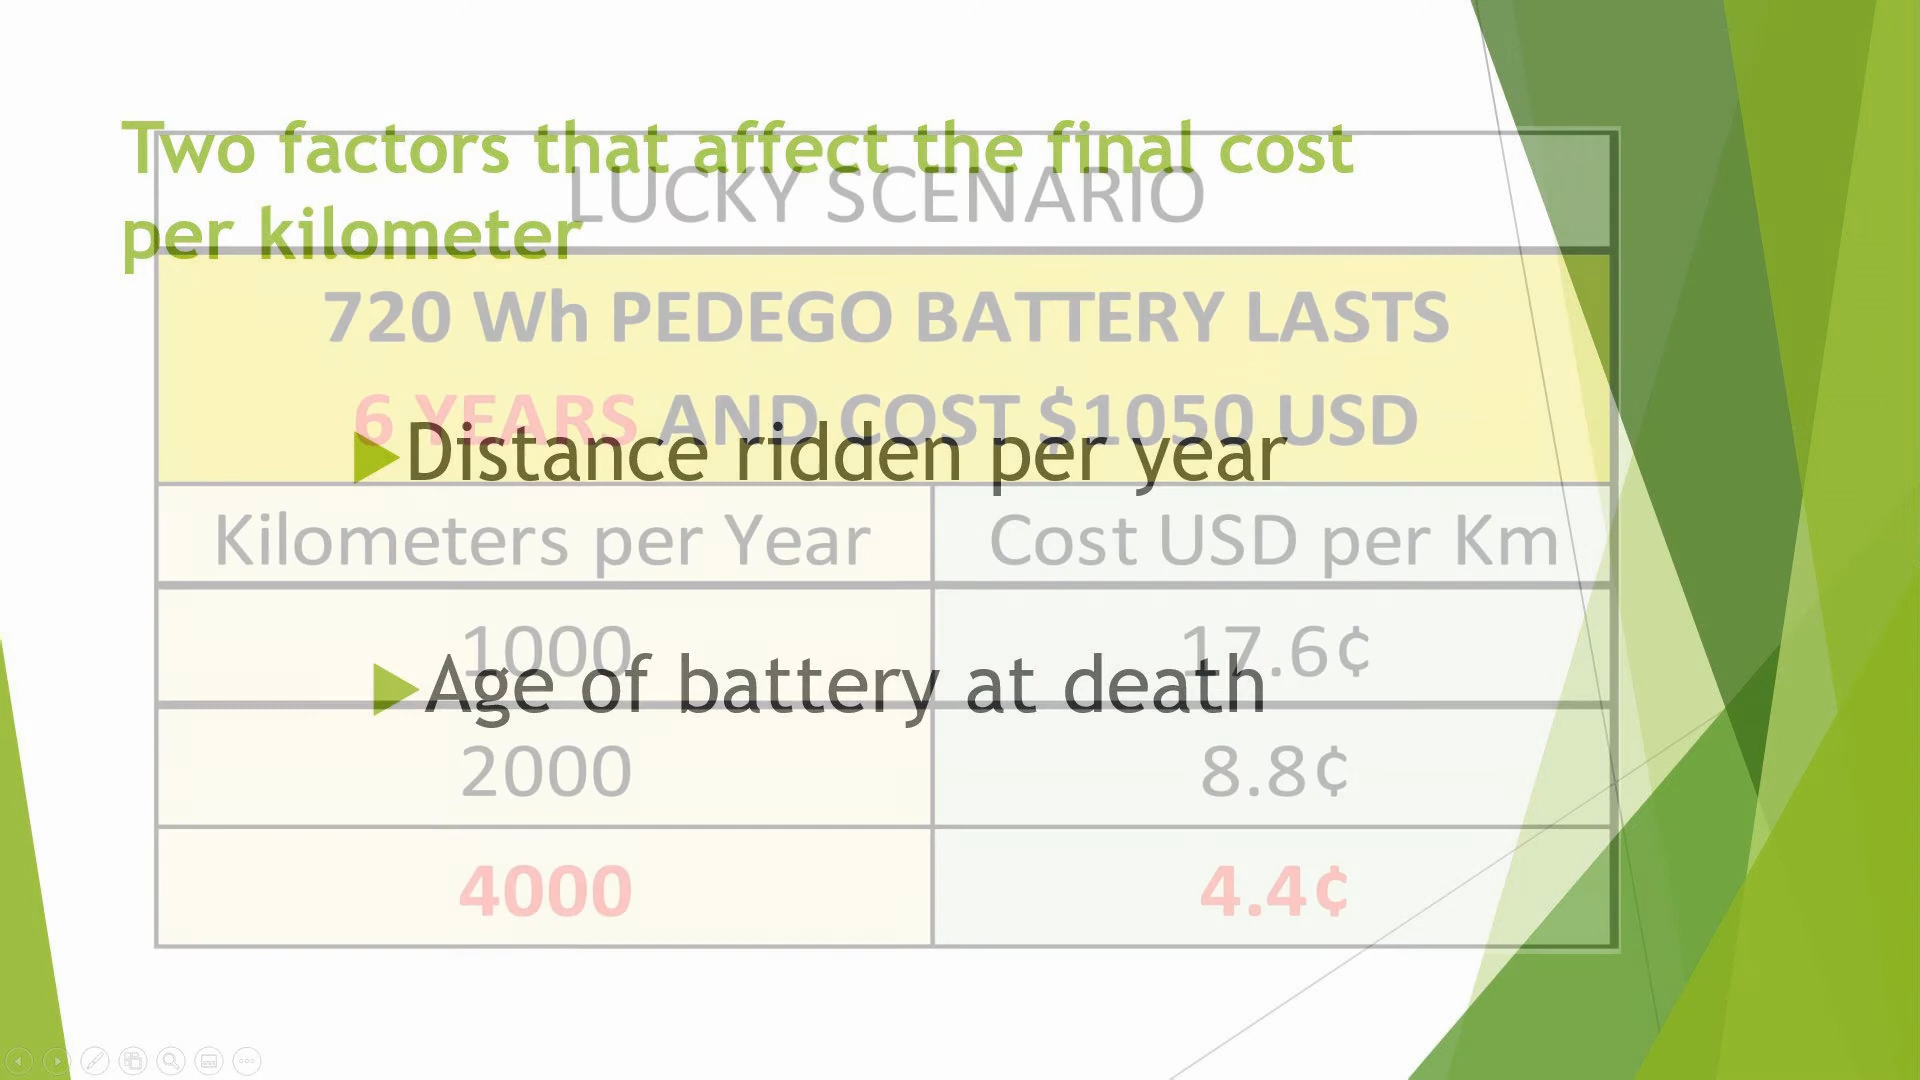 Two factors that affect the final cost
per kilometer
Distance ridden per year
Age of battery at death
LUCKY SCENARIO
720 Wh PEDEGO BATTERY LASTS
6 YEARS AND COST $1050 USD
Kilometers per Year Cost USD per Km
1000 17.6¢
2000 8.8¢
4000 4.4¢